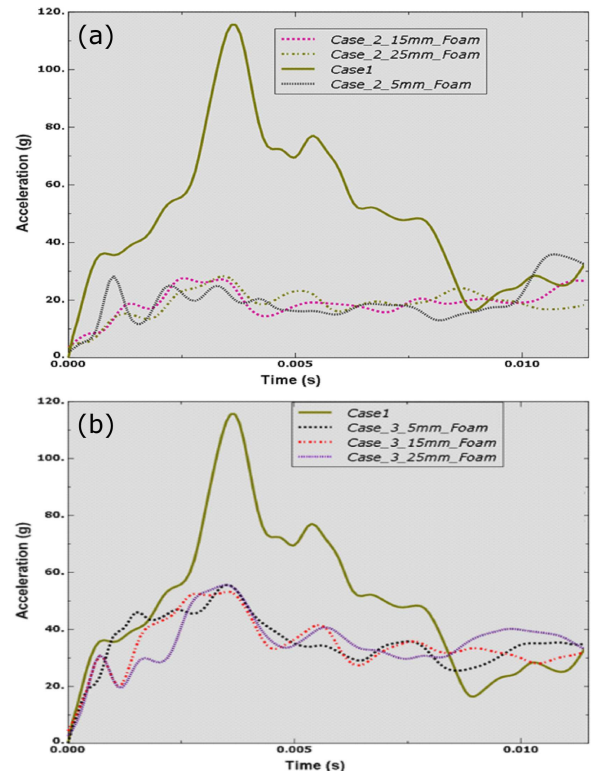 (a)
Case_2_15mm_Foam
Case_2_25mm_Foam
Case1
Case_2_5mm_Foam
120.
100.
80.
60.
40.
20.
0.
Acceleration (g)
0.000
0.005
0.010
Time (s)
(b)
Case1
Case_3_5mm_Foam
Case_3_15mm_Foam
Case_3_25mm_Foam
120.
100.
80.
60.
40.
20.
0.
Acceleration (g)
0.000
0.005
0.010
Time (s)